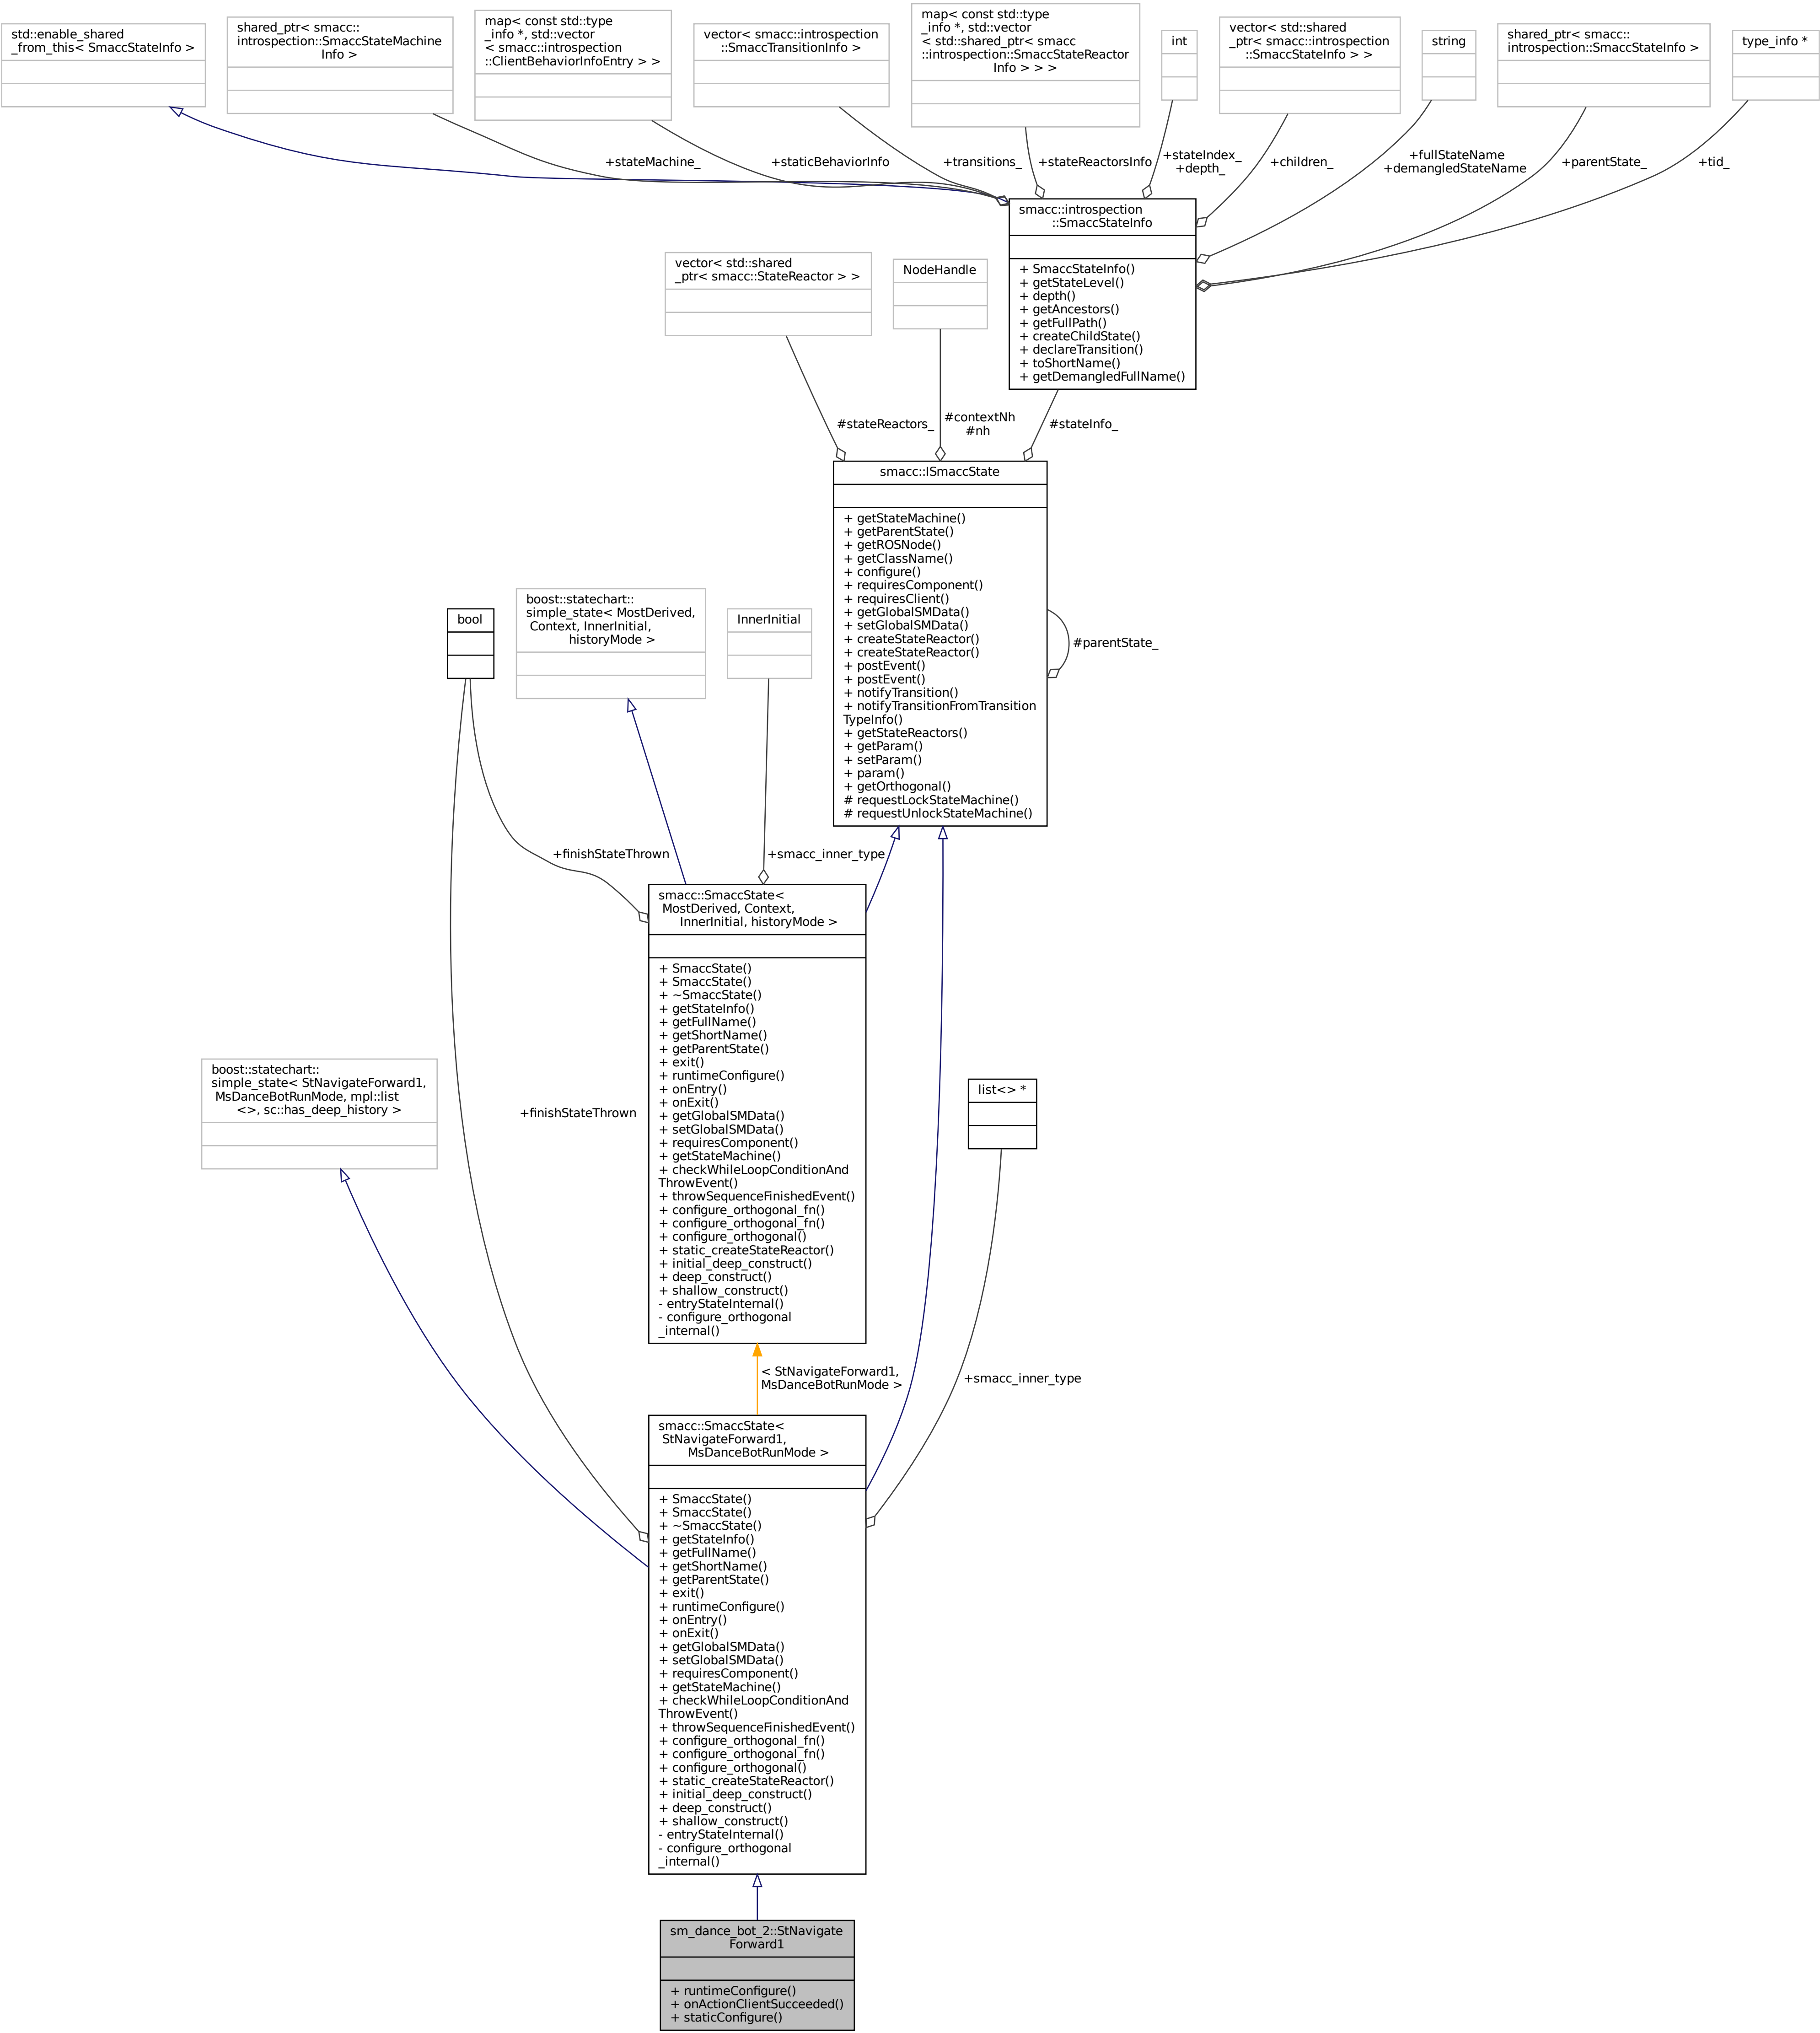 std::enable_shared
_from_this< SmaccStateInfo >
shared_ptr< smacc::
introspection::SmaccStateMachine
Info >
map< const std::type
_info *, std::vector
< smacc::introspection
::ClientBehaviorInfoEntry > >
vector< smacc::introspection
::SmaccTransitionInfo >
map< const std::type
_info *, std::vector
< std::shared_ptr< smacc
::introspection::SmaccStateReactor
Info > > >
int
vector< std::shared
_ptr< smacc::introspection
::SmaccStateInfo > >
string
shared_ptr< smacc::
introspection::SmaccStateInfo >
type_info *
+stateMachine_
+staticBehaviorInfo
+transitions_
+stateReactorsInfo
+stateIndex_
+depth_
+children_
+fullStateName
+demangledStateName
+parentState_
+tid_
smacc::introspection
::SmaccStateInfo
+ SmaccStateInfo()
+ getStateLevel()
+ depth()
+ getAncestors()
+ getFullPath()
+ createChildState()
+ declareTransition()
+ toShortName()
+ getDemangledFullName()
vector< std::shared
_ptr< smacc::StateReactor > >
NodeHandle
#stateReactors_
#contextNh
#nh
#stateInfo_
smacc::ISmaccState
+ getStateMachine()
+ getParentState()
+ getROSNode()
+ getClassName()
+ configure()
+ requiresComponent()
+ requiresClient()
+ getGlobalSMData()
+ setGlobalSMData()
+ createStateReactor()
+ createStateReactor()
+ postEvent()
+ postEvent()
+ notifyTransition()
+ notifyTransitionFromTransition
TypeInfo()
+ getStateReactors()
+ getParam()
+ setParam()
+ param()
+ getOrthogonal()
# requestLockStateMachine()
# requestUnlockStateMachine()
#parentState_
bool
boost::statechart::
simple_state< MostDerived,
Context, InnerInitial,
historyMode >
InnerInitial
+finishStateThrown
+smacc_inner_type
smacc::SmaccState<
MostDerived, Context,
InnerInitial, historyMode >
+ SmaccState()
+ SmaccState()
+ ~SmaccState()
+ getStateInfo()
+ getFullName()
+ getShortName()
+ getParentState()
+ exit()
+ runtimeConfigure()
+ onEntry()
+ onExit()
+ getGlobalSMData()
+ setGlobalSMData()
+ requiresComponent()
+ getStateMachine()
+ checkWhileLoopConditionAnd
ThrowEvent()
+ throwSequenceFinishedEvent()
+ configure_orthogonal_fn()
+ configure_orthogonal_fn()
+ configure_orthogonal()
+ static_createStateReactor()
+ initial_deep_construct()
+ deep_construct()
+ shallow_construct()
- entryStateInternal()
- configure_orthogonal
_internal()
boost::statechart::
simple_state< StNavigateForward1,
MsDanceBotRunMode, mpl::list
<>, sc::has_deep_history >
+finishStateThrown
list<> *
< StNavigateForward1,
MsDanceBotRunMode >
+smacc_inner_type
smacc::SmaccState<
StNavigateForward1,
MsDanceBotRunMode >
+ SmaccState()
+ SmaccState()
+ ~SmaccState()
+ getStateInfo()
+ getFullName()
+ getShortName()
+ getParentState()
+ exit()
+ runtimeConfigure()
+ onEntry()
+ onExit()
+ getGlobalSMData()
+ setGlobalSMData()
+ requiresComponent()
+ getStateMachine()
+ checkWhileLoopConditionAnd
ThrowEvent()
+ throwSequenceFinishedEvent()
+ configure_orthogonal_fn()
+ configure_orthogonal_fn()
+ configure_orthogonal()
+ static_createStateReactor()
+ initial_deep_construct()
+ deep_construct()
+ shallow_construct()
- entryStateInternal()
- configure_orthogonal
_internal()
sm_dance_bot_2::StNavigate
Forward1
+ runtimeConfigure()
+ onActionClientSucceeded()
+ staticConfigure()